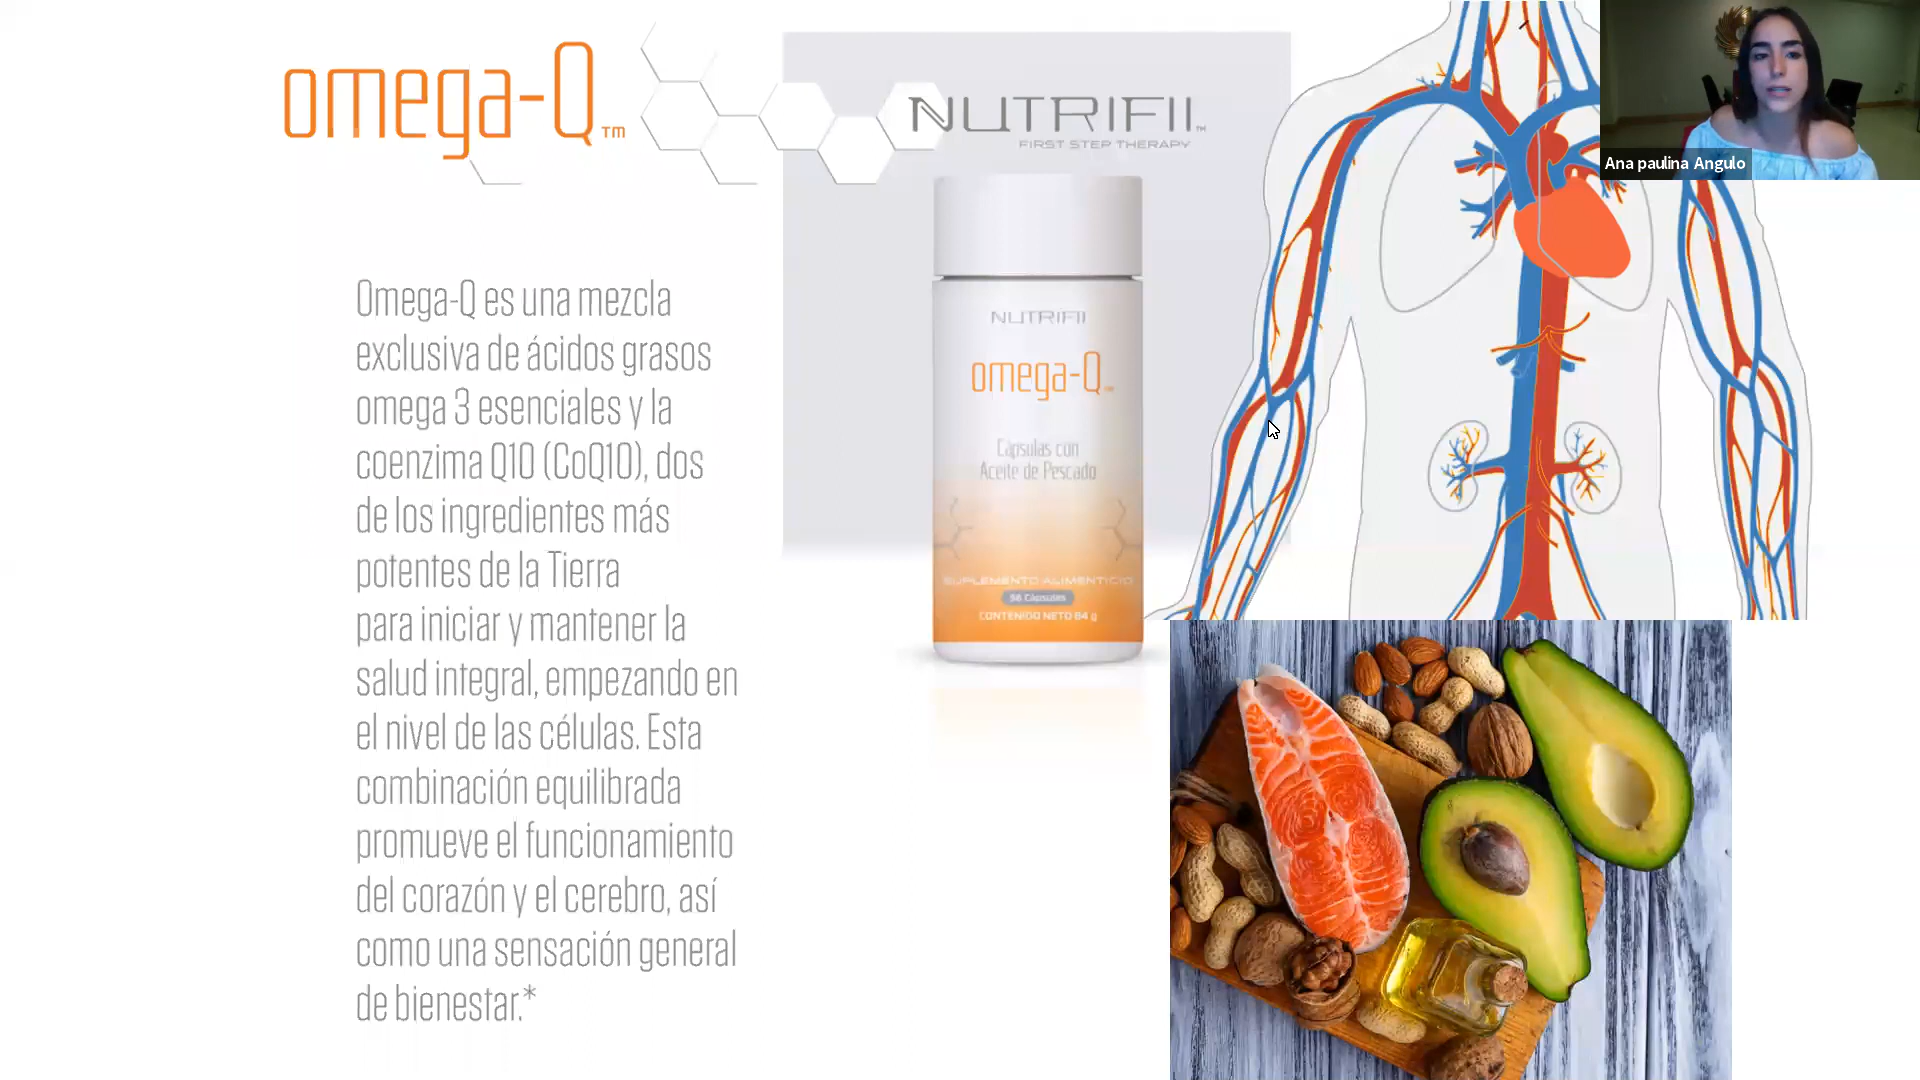 omega-Q™
NUTRIFII™
FIRST STEP THERAPY
Ana paulina Angulo
Omega-Q es una mezcla
exclusiva de ácidos grasos
omega 3 esenciales y la
coenzima Q10 (CoQ10), dos
de los ingredientes más
potentes de la Tierra
para iniciar y mantener la
salud integral, empezando en
el nivel de las células. Esta
combinación equilibrada
promueve el funcionamiento
del corazón y el cerebro, así
como una sensación general
de bienestar.*
NUTRIFII
omega-Q™
Cápsulas con
Aceite de Pescado
SUPLEMENTO ALIMENTICIO
56 Cápsulas
CONTENIDO NETO 84 g